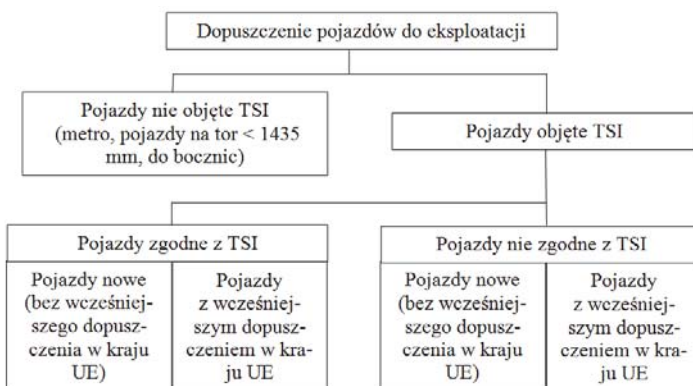 Dopuszczenie pojazdów do eksploatacji
Pojazdy nie objęte TSI
(metro, pojazdy na tor < 1435
mm, do bocznic)
Pojazdy objęte TSI
Pojazdy zgodne z TSI
Pojazdy nowe
(bez wcześniej-
szego dopusz-
czenia w kraju
UE)
Pojazdy
z wcześniej-
szym dopusz-
czeniem w kra-
ju UE
Pojazdy nie zgodne z TSI
Pojazdy nowe
(bez wcześniej-
szego dopusz-
czenia w kraju
UE)
Pojazdy
z wcześniej-
szym dopusz-
czeniem w kra-
ju UE